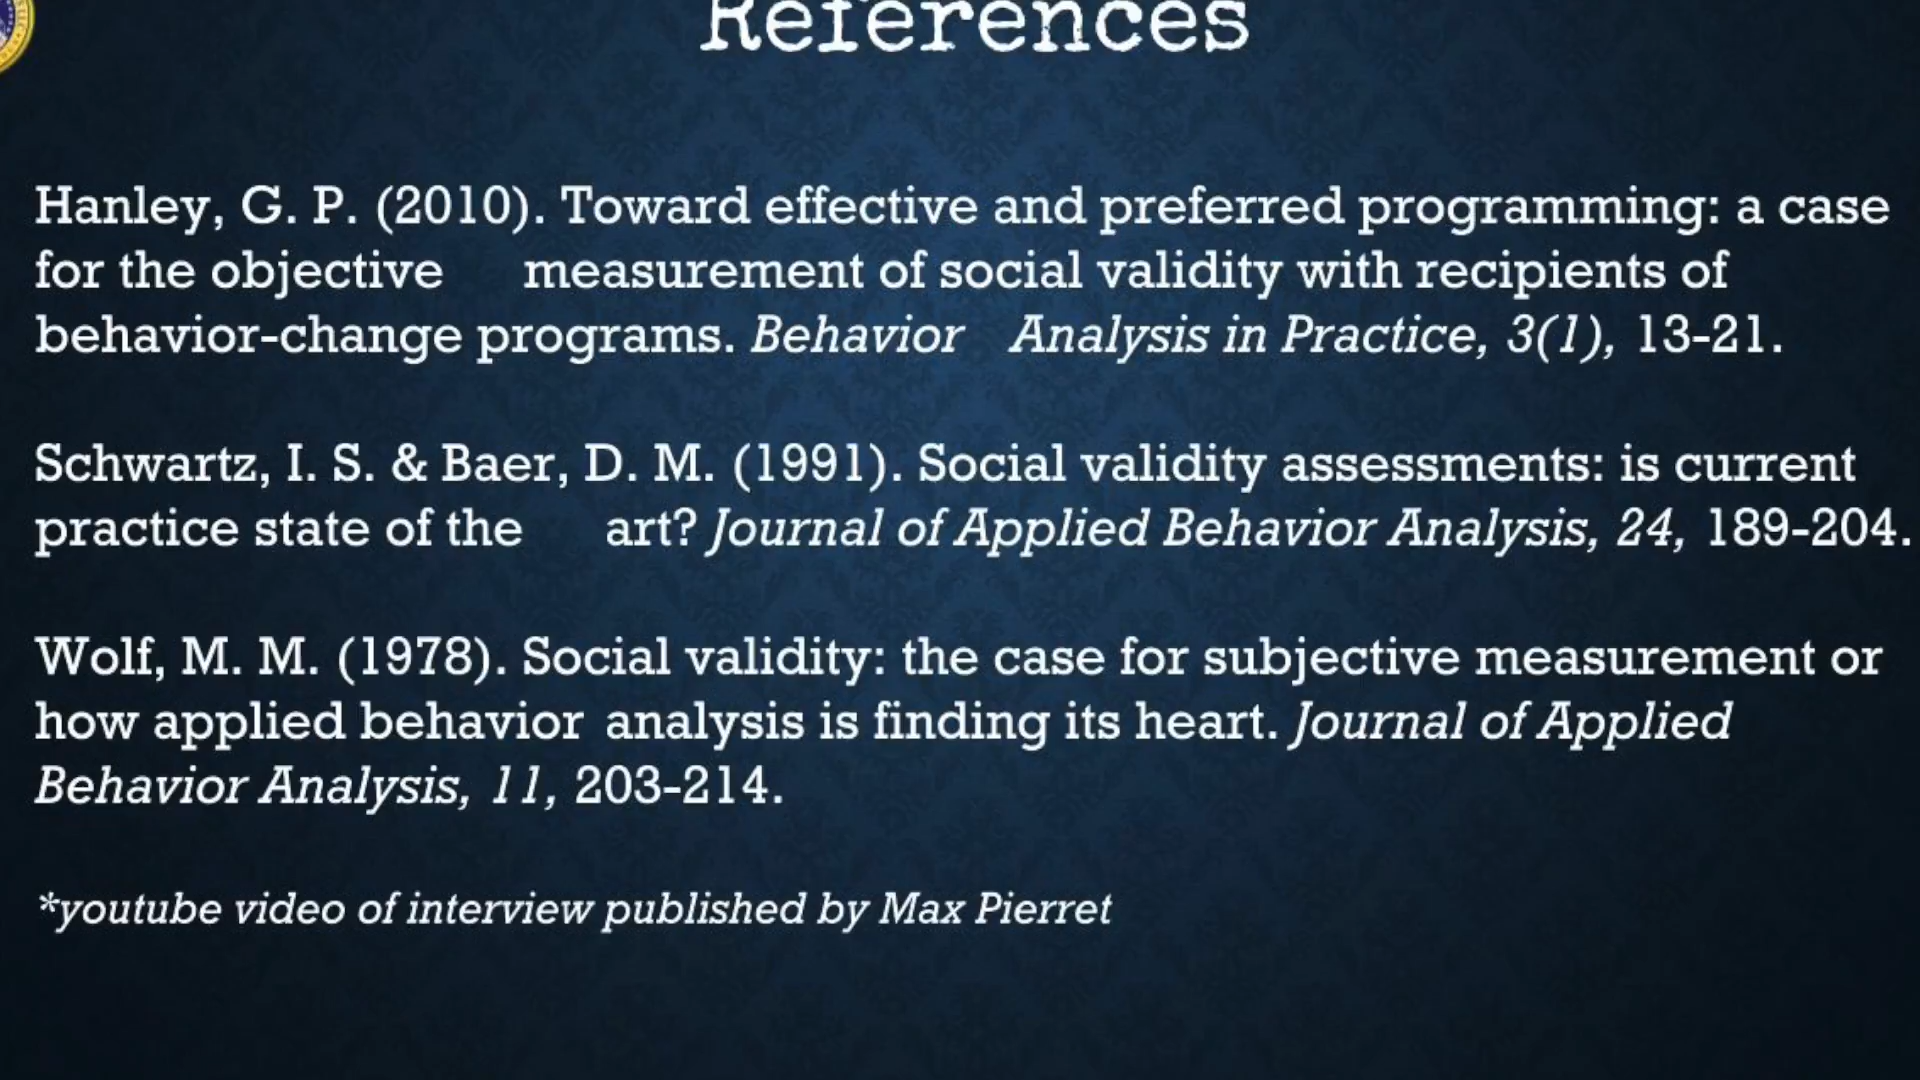 References
Hanley, G. P. (2010). Toward effective and preferred programming: a case
for the objective measurement of social validity with recipients of
behavior-change programs. Behavior Analysis in Practice, 3(1), 13-21.
Schwartz, I. S. & Baer, D. M. (1991). Social validity assessments: is current
practice state of the art? Journal of Applied Behavior Analysis, 24, 189-204.
Wolf, M. M. (1978). Social validity: the case for subjective measurement or
how applied behavior analysis is finding its heart. Journal of Applied
Behavior Analysis, 11, 203-214.
*youtube video of interview published by Max Pierret